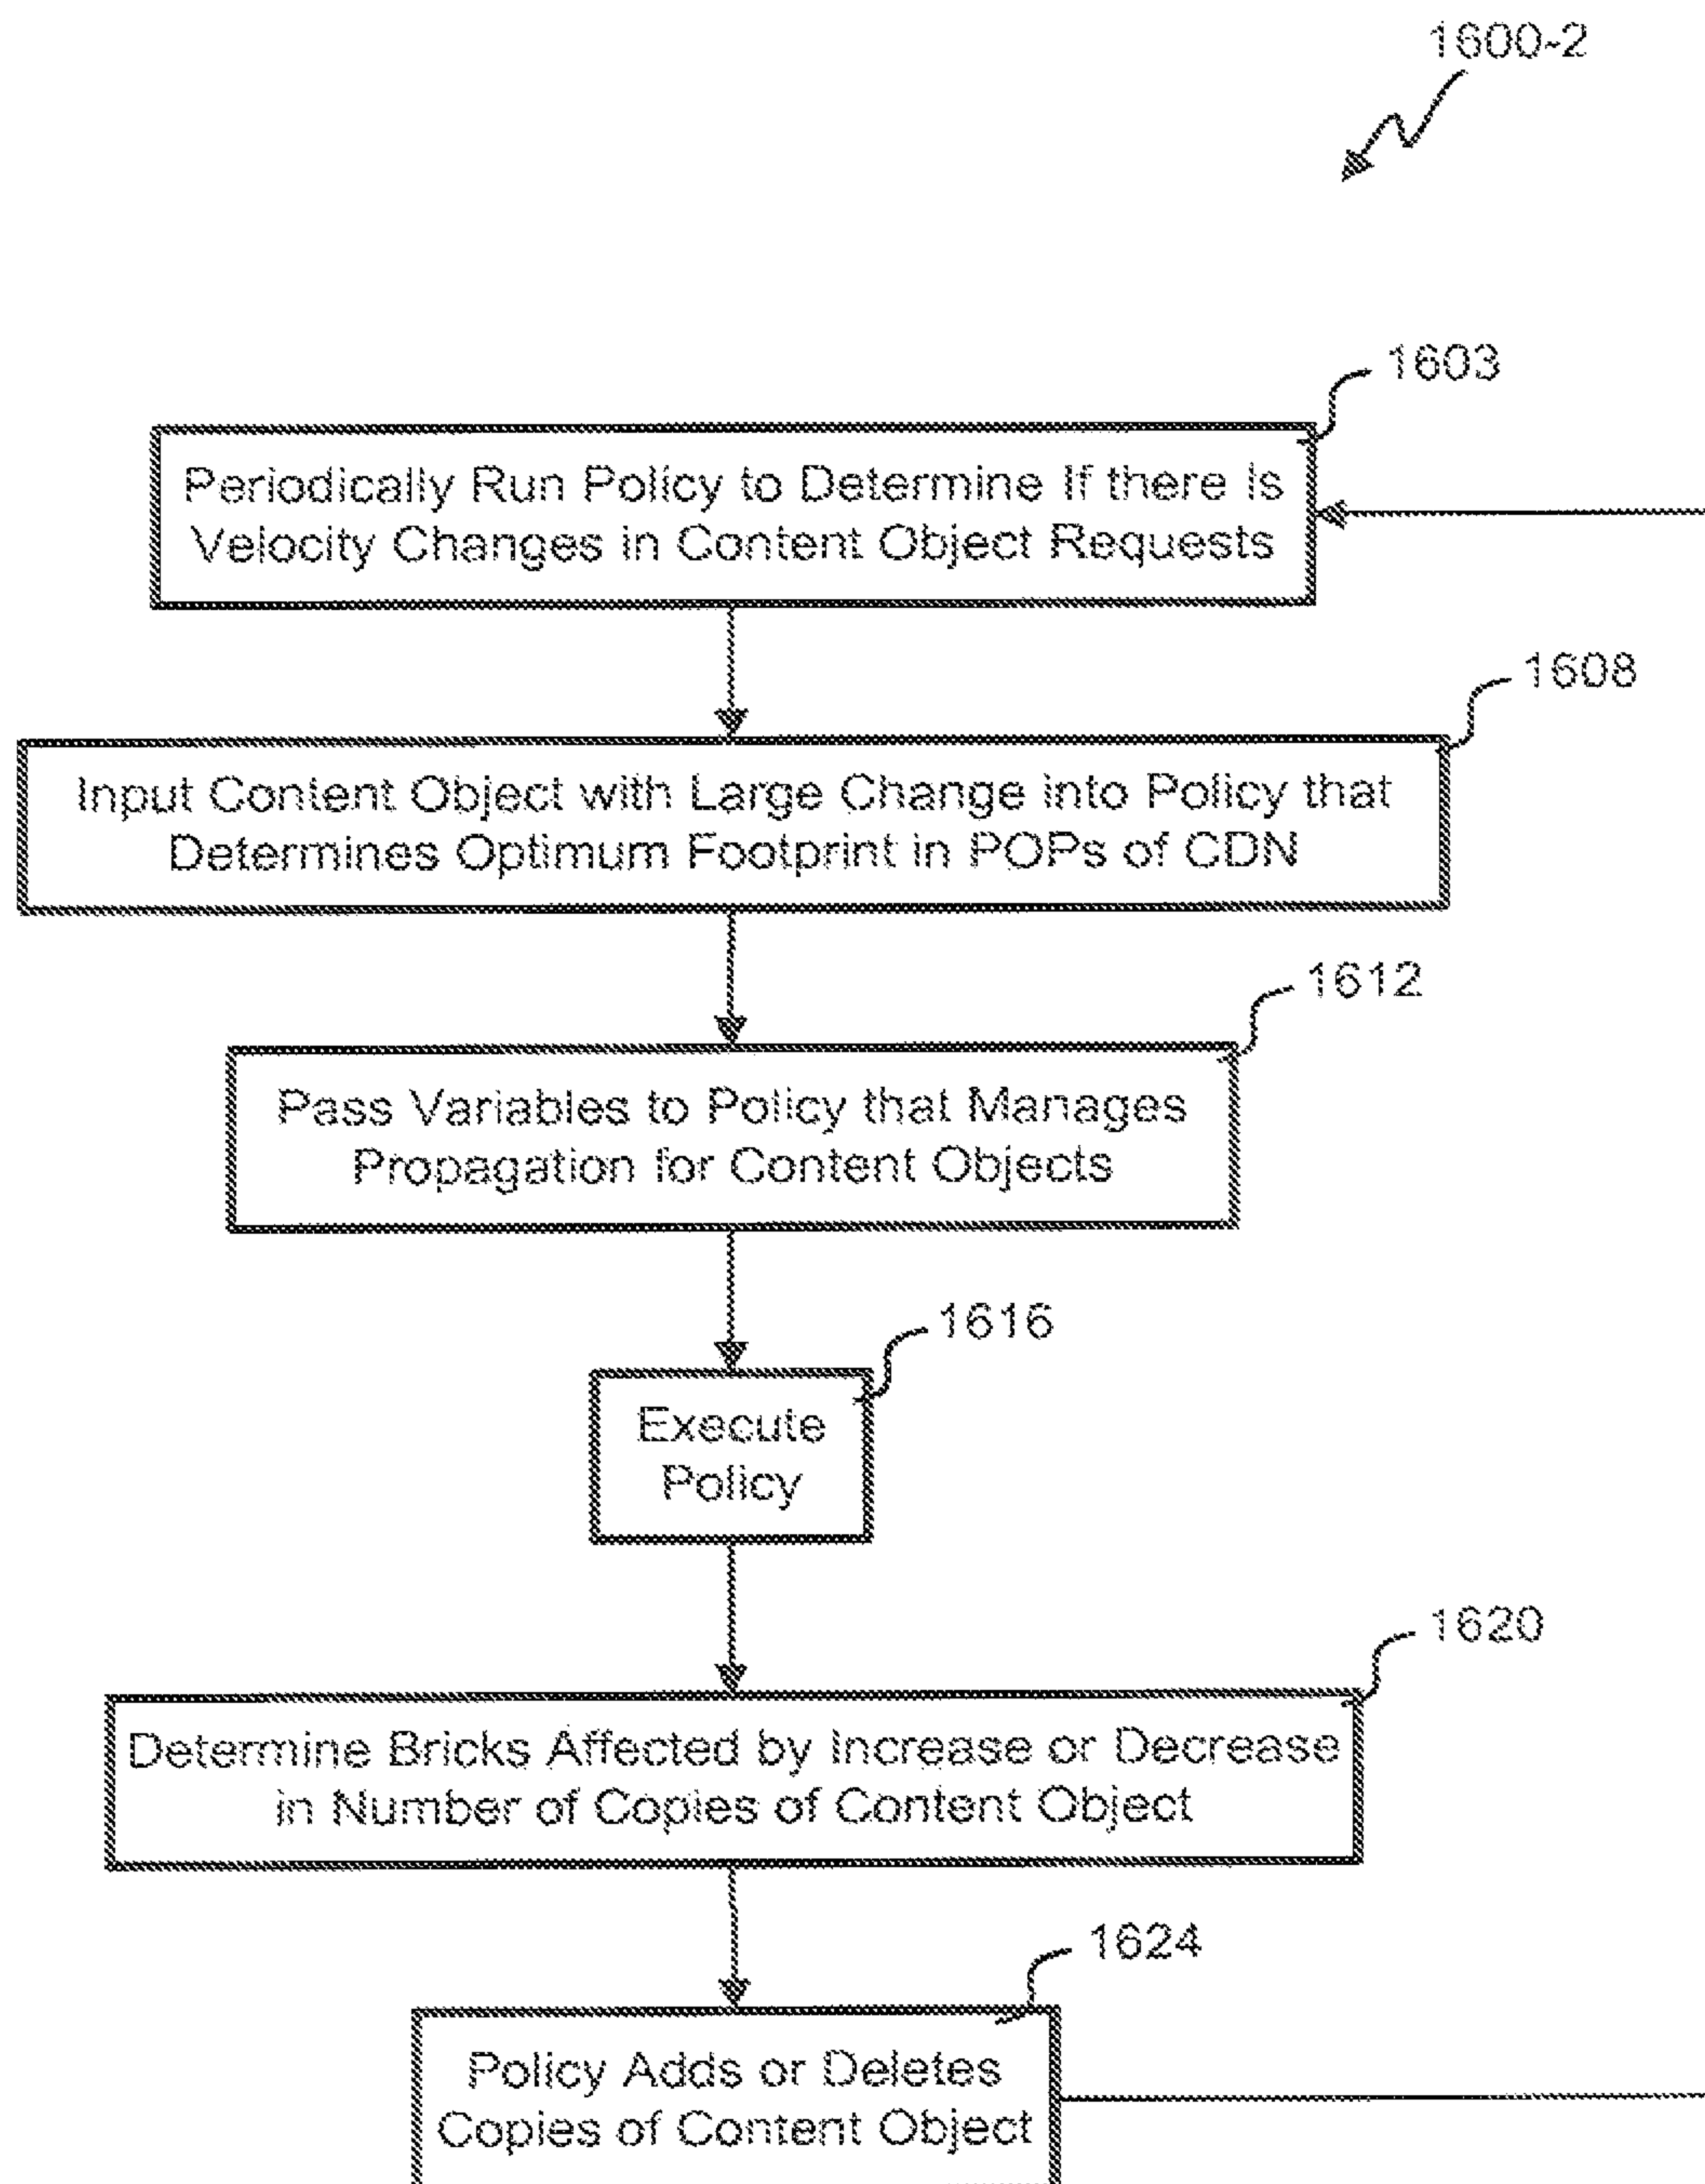 1600-2
1603
Periodically Run Policy to Determine If there is
Velocity Changes in Content Object Requests
1608
Input Content Object with Large Change into Policy that
Determines Optimum Footprint in POPs of CDN
1612
Pass Variables to Policy that Manages
Propagation for Content Objects
1616
Execute
Policy
1620
Determine Bricks Affected by Increase or Decrease
in Number of Copies of Content Object
1624
Policy Adds or Deletes
Copies of Content Object